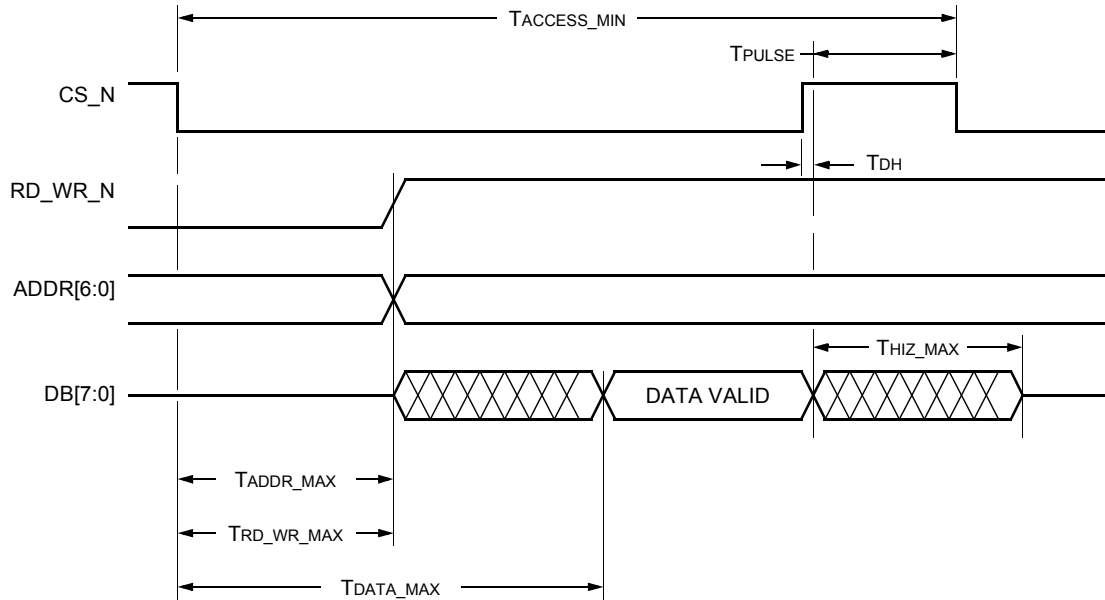 TACCESS_MIN
TPULSE
CS_N
TDH
RD_WR_N
ADDR[6:0]
THIZ_MAX
DB[7:0]
DATA VALID
TADDR_MAX
TRD_WR_MAX
TDATA_MAX